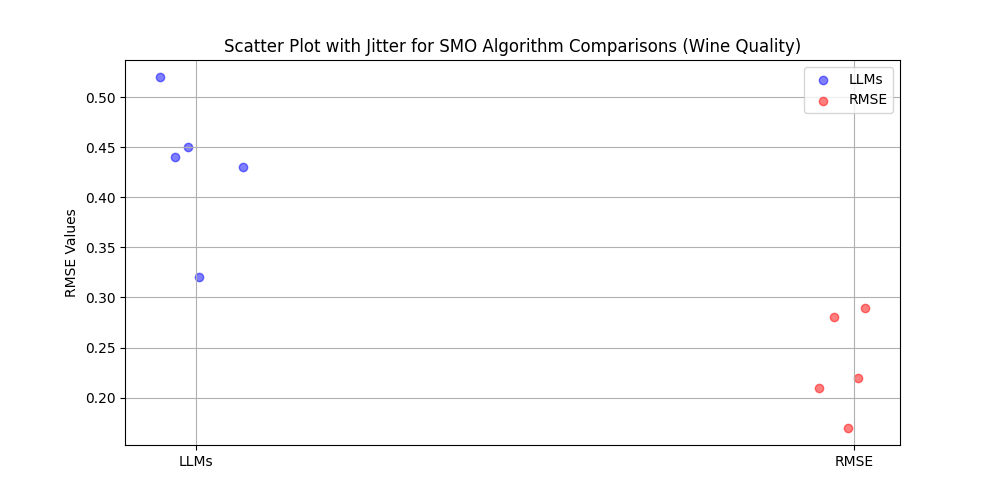 Scatter Plot with Jitter for SMO Algorithm Comparisons (Wine Quality)
LLMs
RMSE
RMSE Values
0.50
0.45
0.40
0.35
0.30
0.25
0.20
LLMs
RMSE